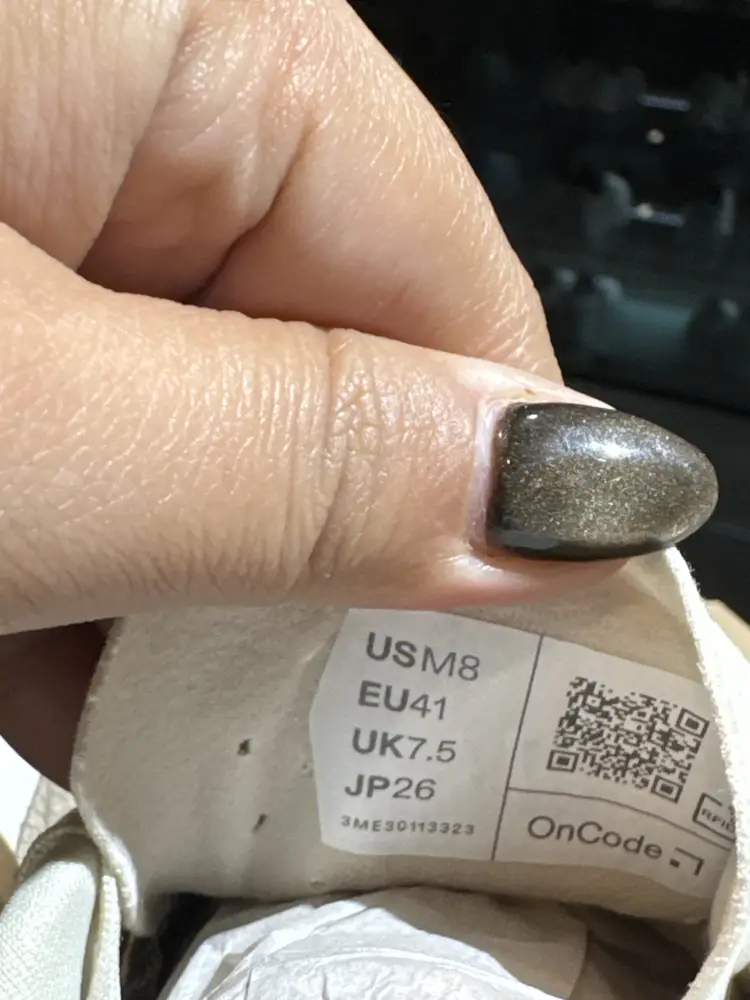 USM8
EU41
UK7.5
JP26
3ME30113323
OnCode
RFID